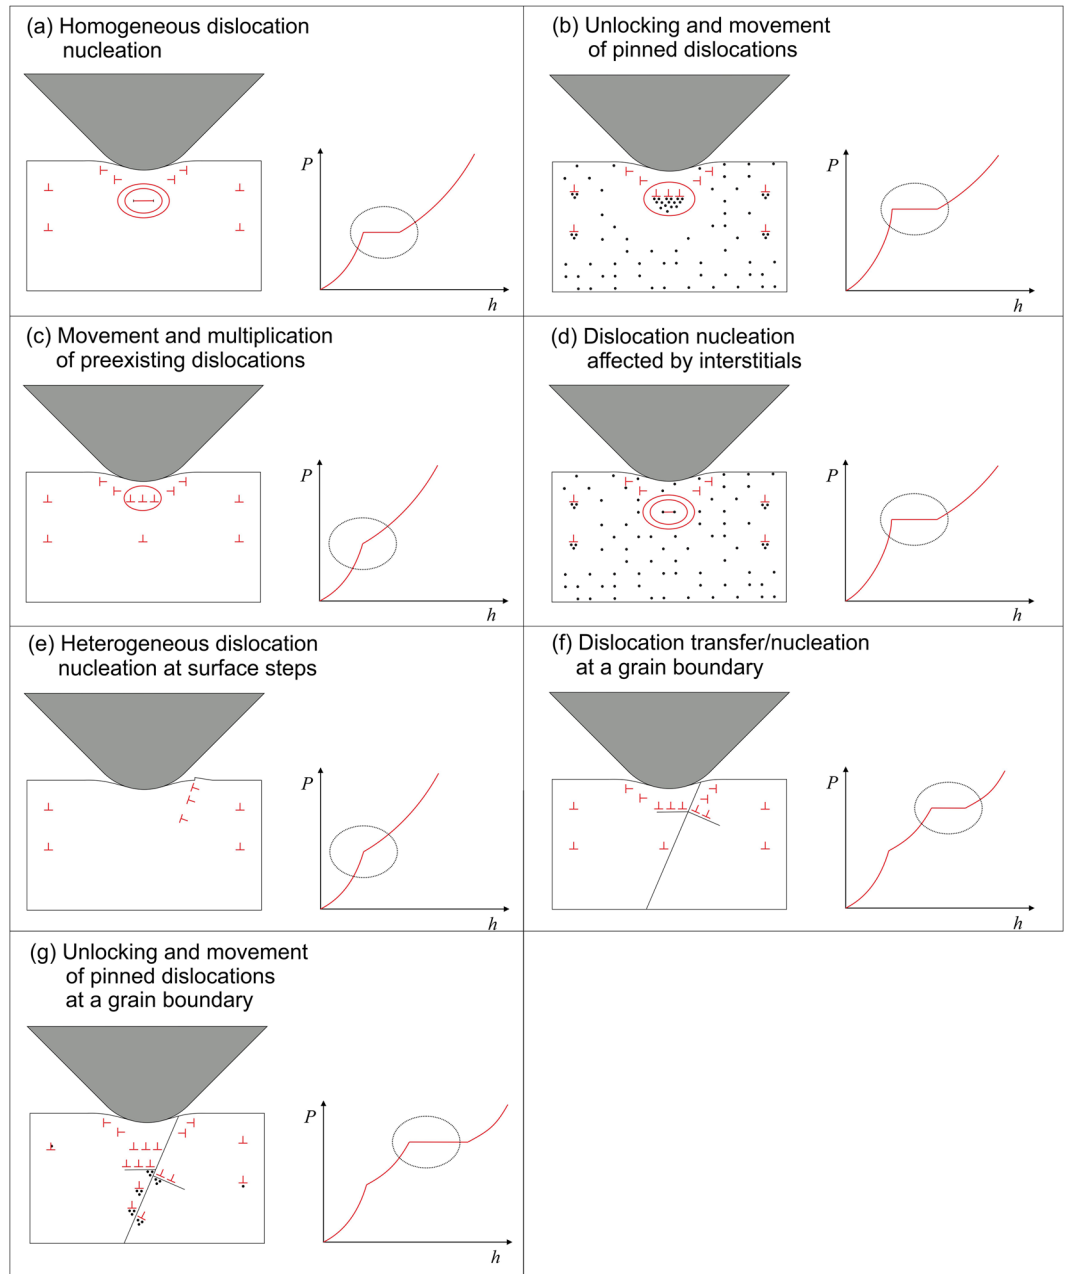 (a) Homogeneous dislocation
nucleation
P
h
(b) Unlocking and movement
of pinned dislocations
P
h
(c) Movement and multiplication
of preexisting dislocations
P
h
(d) Dislocation nucleation
affected by interstitials
P
h
(e) Heterogeneous dislocation
nucleation at surface steps
P
h
(f) Dislocation transfer/nucleation
at a grain boundary
P
h
(g) Unlocking and movement
of pinned dislocations
at a grain boundary
P
h